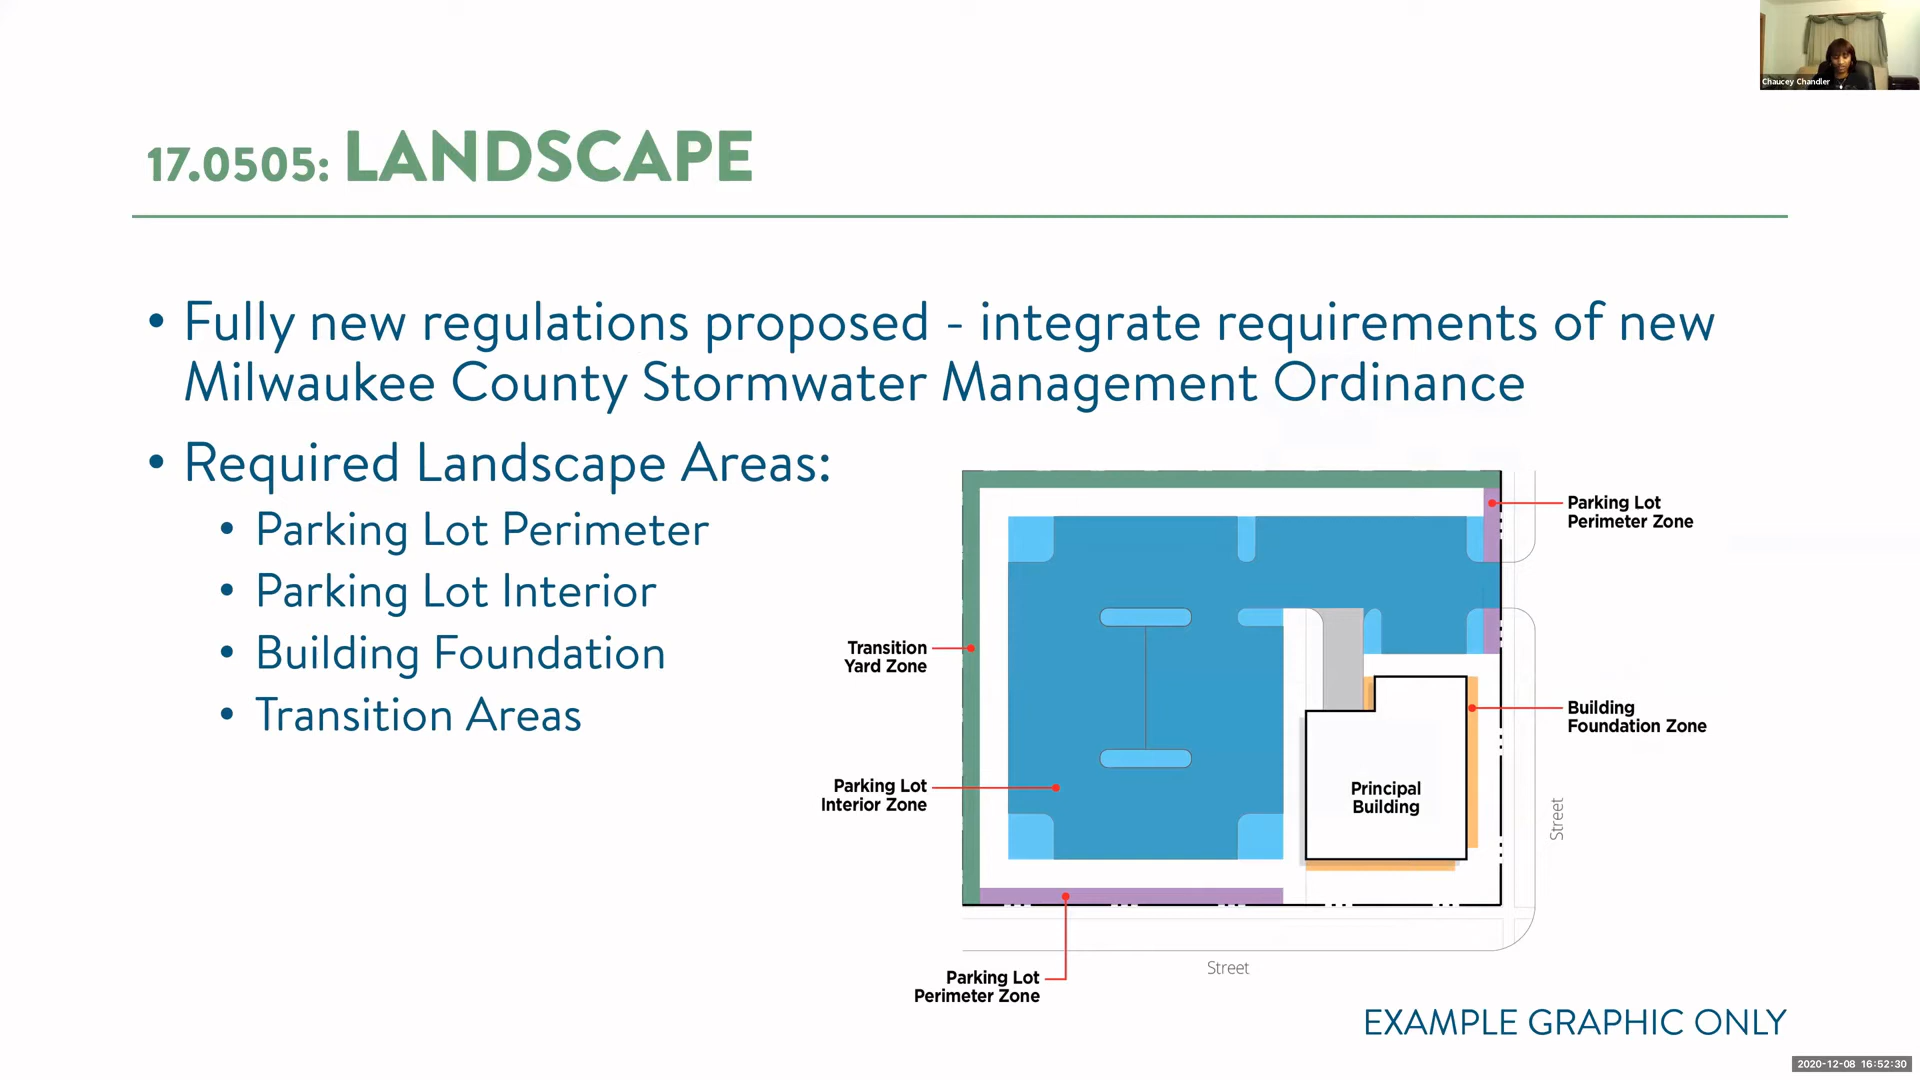 Chaucey Chandler
17.0505: LANDSCAPE
• Fully new regulations proposed - integrate requirements of new
Milwaukee County Stormwater Management Ordinance
• Required Landscape Areas:
• Parking Lot Perimeter
• Parking Lot Interior
• Building Foundation
• Transition Areas
Parking Lot
Perimeter Zone
Transition
Yard Zone
Building
Foundation Zone
Parking Lot
Interior Zone
Principal
Building
Street
Street
Parking Lot
Perimeter Zone
EXAMPLE GRAPHIC ONLY
2020-12-08 16:52:30